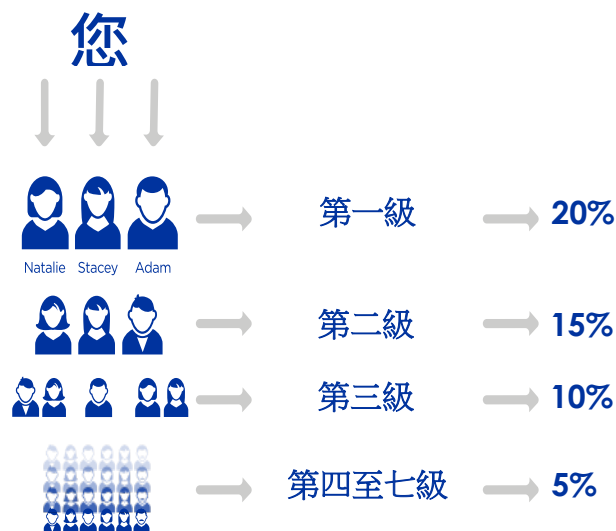 您
Natalie Stacey Adam
第一級 20%
第二級 15%
第三級 10%
第四至七級 5%